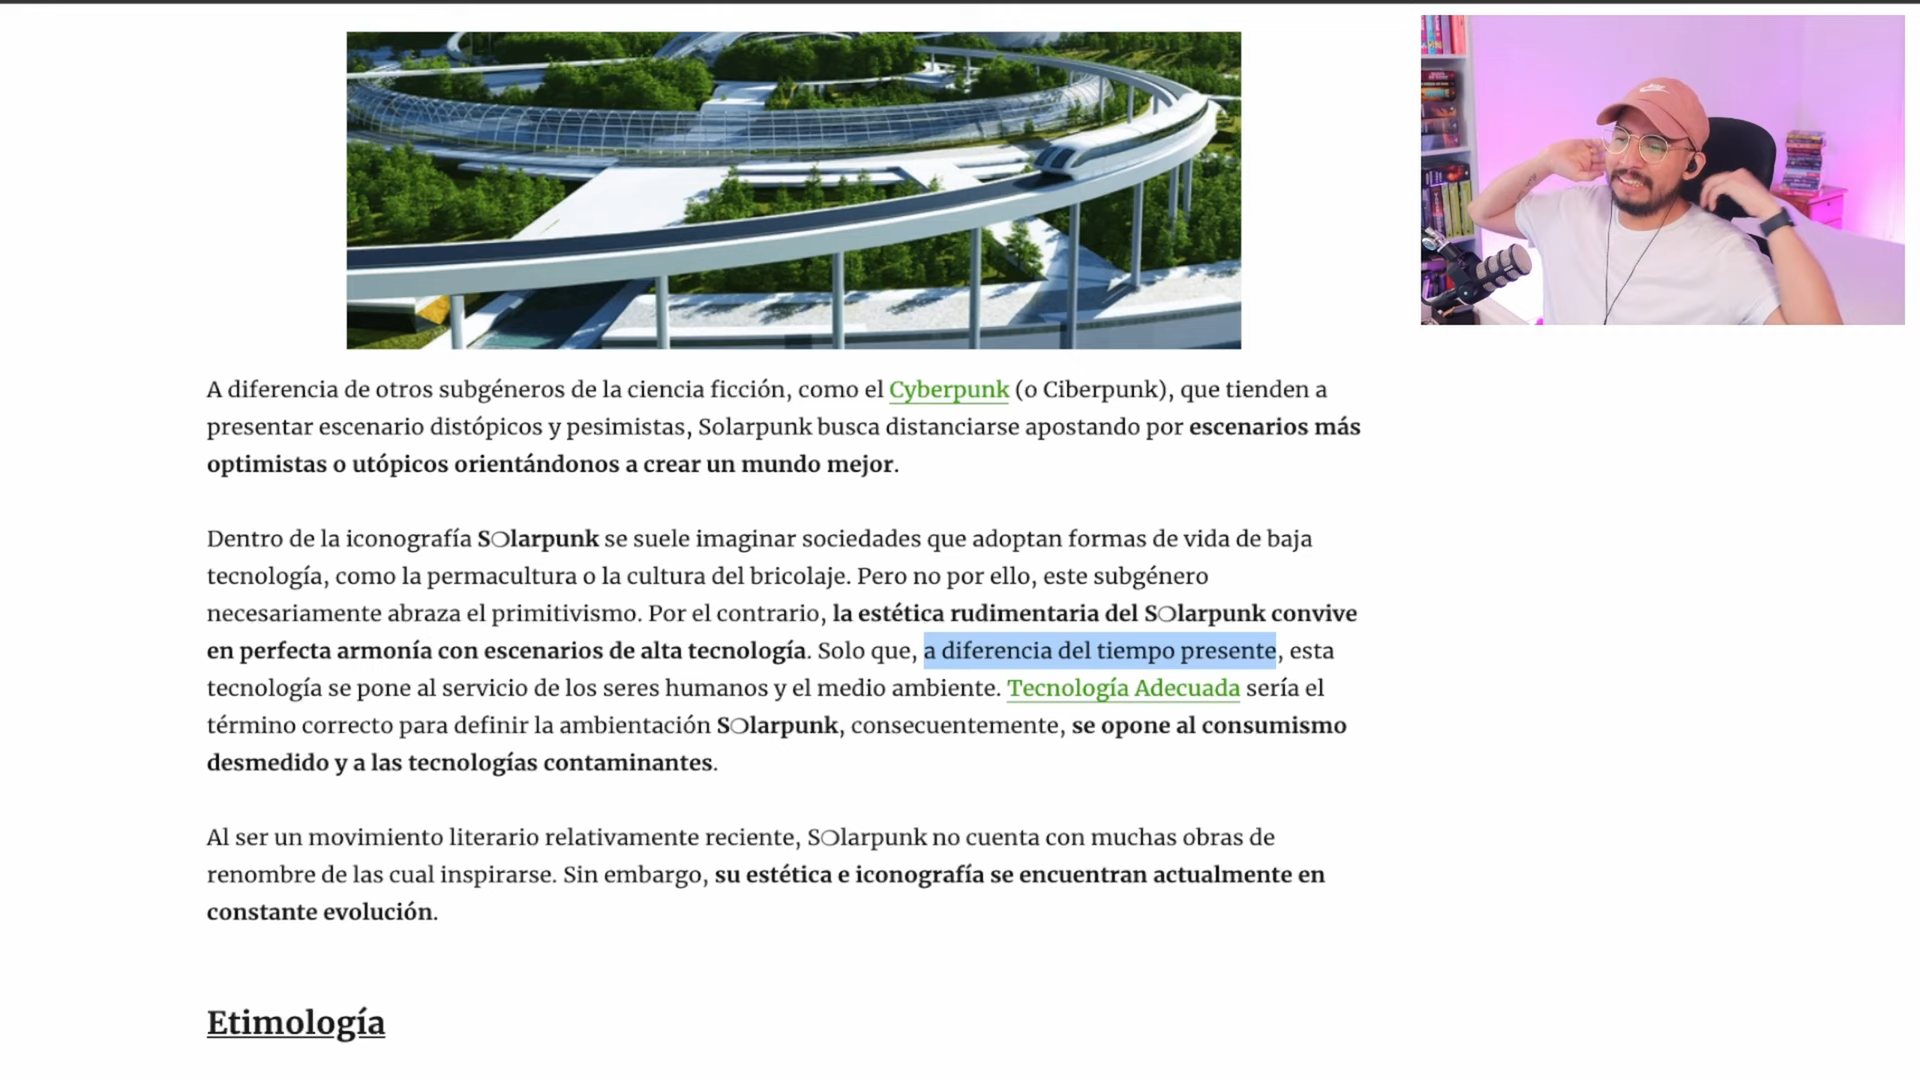 A diferencia de otros subgéneros de la ciencia ficción, como el Cyberpunk (o Ciberpunk), que tienden a
presentar escenario distópicos y pesimistas, Solarpunk busca distanciarse apostando por escenarios más
optimistas o utópicos orientándonos a crear un mundo mejor.
Dentro de la iconografía S❍larpunk se suele imaginar sociedades que adoptan formas de vida de baja
tecnología, como la permacultura o la cultura del bricolaje. Pero no por ello, este subgénero
necesariamente abraza el primitivismo. Por el contrario, la estética rudimentaria del S❍larpunk convive
en perfecta armonía con escenarios de alta tecnología. Solo que, a diferencia del tiempo presente, esta
tecnología se pone al servicio de los seres humanos y el medio ambiente. Tecnología Adecuada sería el
término correcto para definir la ambientación S❍larpunk, consecuentemente, se opone al consumismo
desmedido y a las tecnologías contaminantes.
Al ser un movimiento literario relativamente reciente, S❍larpunk no cuenta con muchas obras de
renombre de las cual inspirarse. Sin embargo, su estética e iconografía se encuentran actualmente en
constante evolución.
Etimología